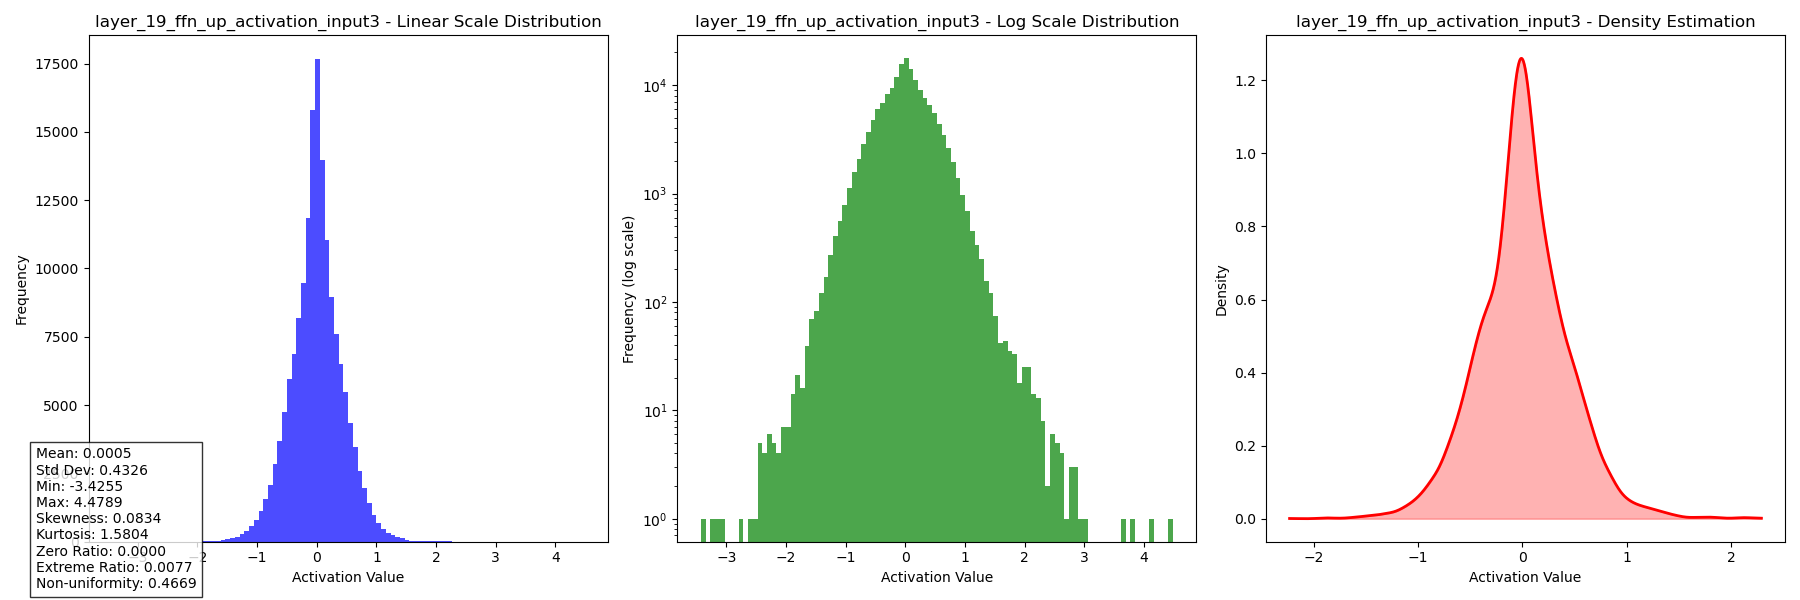 layer_19_ffn_up_activation_input3 - Linear Scale Distribution
Frequency
17500
15000
12500
10000
7500
5000
2500
0
−2
−1
0
1
2
3
4
Activation Value
Mean: 0.0005
Std Dev: 0.4326
Min: -3.4255
Max: 4.4789
Skewness: 0.0834
Kurtosis: 1.5804
Zero Ratio: 0.0000
Extreme Ratio: 0.0077
Non-uniformity: 0.4669
layer_19_ffn_up_activation_input3 - Log Scale Distribution
Frequency (log scale)
10⁴
10³
10²
10¹
10⁰
−3
−2
−1
0
1
2
3
4
Activation Value
layer_19_ffn_up_activation_input3 - Density Estimation
Density
1.2
1.0
0.8
0.6
0.4
0.2
0.0
−2
−1
0
1
2
Activation Value